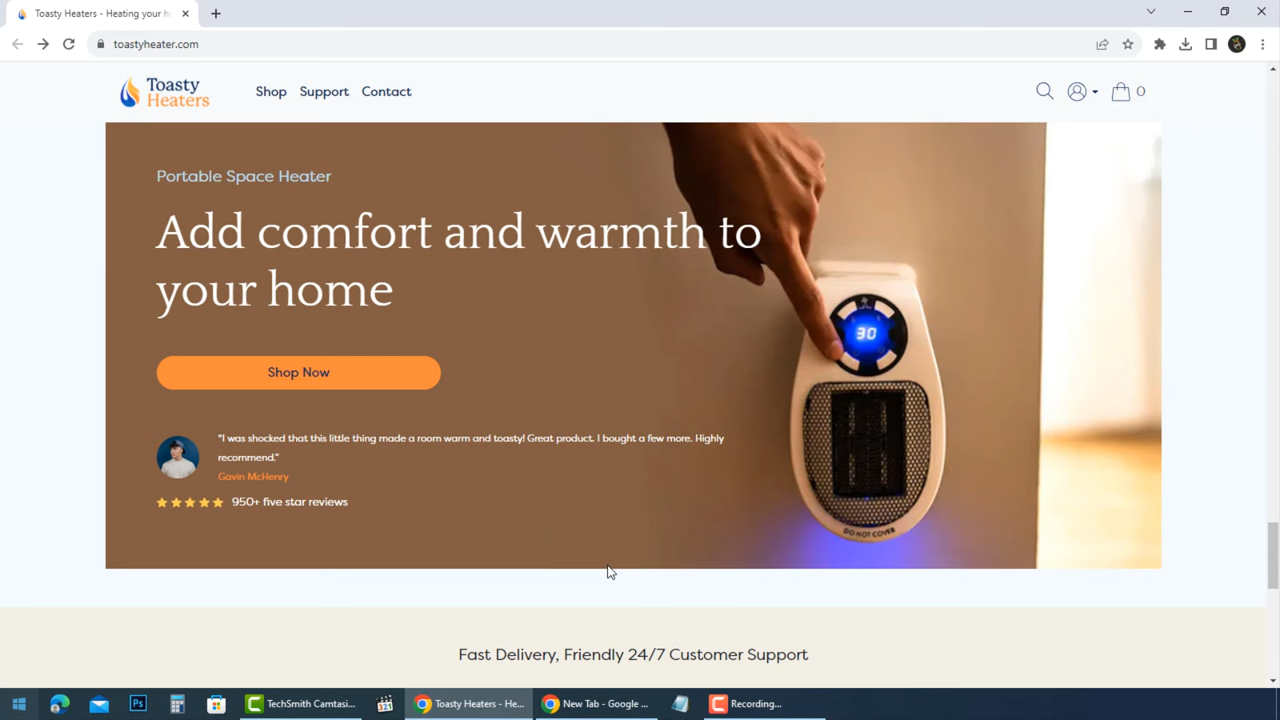 Toasty Heaters - Heating your h
toastyheater.com
Toasty
Heaters
Shop Support Contact
0
Portable Space Heater
Add comfort and warmth to
your home
30
Shop Now
"I was shocked that this little thing made a room warm and toasty! Great product. I bought a few more. Highly
recommend."
Gavin McHenry
950+ five star reviews
DO NOT COVER
Fast Delivery, Friendly 24/7 Customer Support
Ps
TechSmith Camtasi...
Toasty Heaters - He...
New Tab - Google ...
Recording...